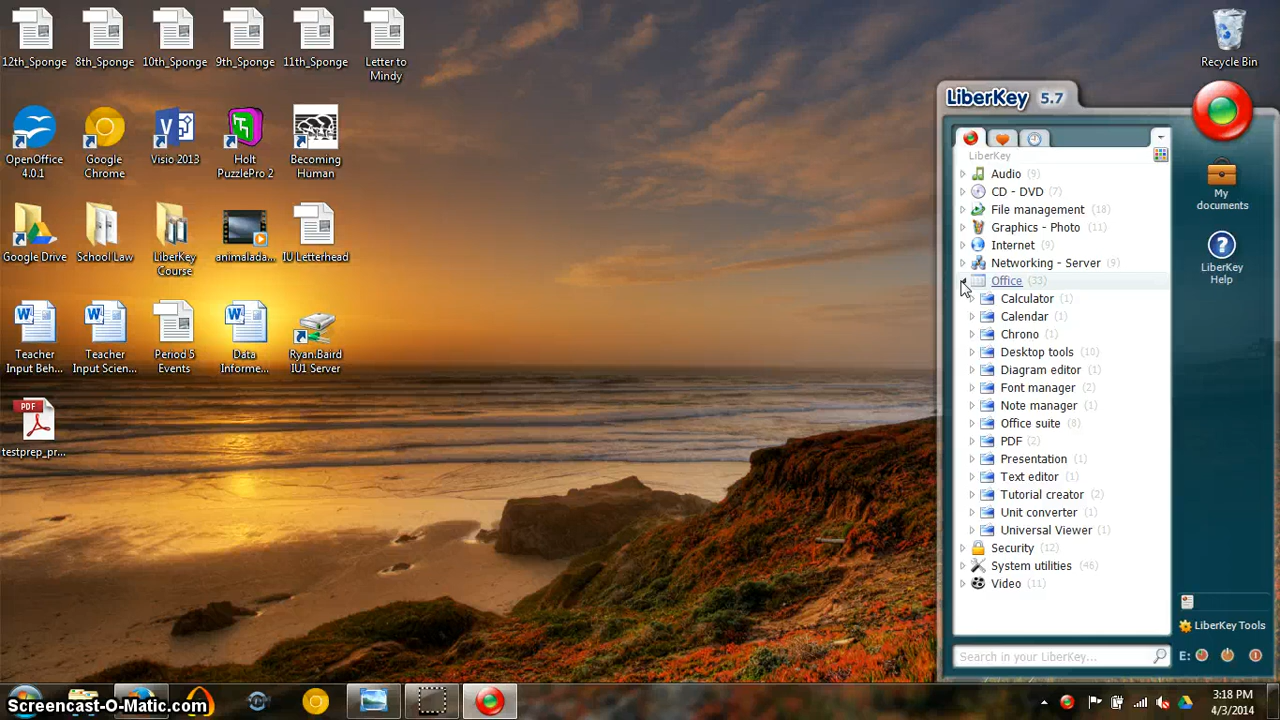 12th_Sponge
8th_Sponge
10th_Sponge
9th_Sponge
11th_Sponge
Letter to
Mindy
Recycle Bin
OpenOffice
4.0.1
Google
Chrome
Visio 2013
Holt
PuzzlePro 2
Becoming
Human
Google Drive
School Law
LiberKey
Course
animalada...
IU Letterhead
Teacher
Input Beh...
Teacher
Input Scien...
Period 5
Events
Data
Informe...
Ryan.Baird
IU1 Server
PDF
testprep_pr...
LiberKey 5.7
LiberKey
Audio (9)
CD - DVD (7)
File management (18)
Graphics - Photo (11)
Internet (9)
Networking - Server (9)
Office (33)
Calculator (1)
Calendar (1)
Chrono (1)
Desktop tools (10)
Diagram editor (1)
Font manager (2)
Note manager (1)
Office suite (8)
PDF (2)
Presentation (1)
Text editor (1)
Tutorial creator (2)
Unit converter (1)
Universal Viewer (1)
Security (12)
System utilities (46)
Video (11)
My
documents
LiberKey
Help
LiberKey Tools
Search in your LiberKey...
E:
Screencast-O-Matic.com
3:18 PM
4/3/2014